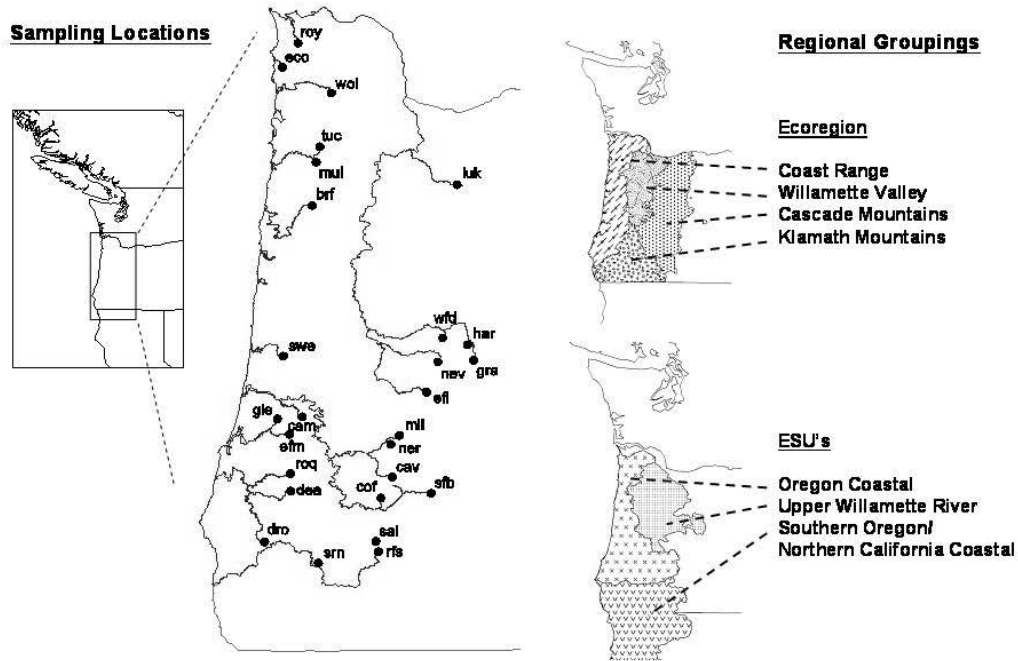 Sampling Locations
roy
eco
wol
tuc
mul
brf
luk
wfd
har
nev
gra
efl
swe
gle
cam
efm
mil
ner
roq
cav
dea
cof
sfb
dro
sal
srn
rfs
Regional Groupings
Ecoregion
Coast Range
Willamette Valley
Cascade Mountains
Klamath Mountains
ESU's
Oregon Coastal
Upper Willamette River
Southern Oregon/
Northern California Coastal